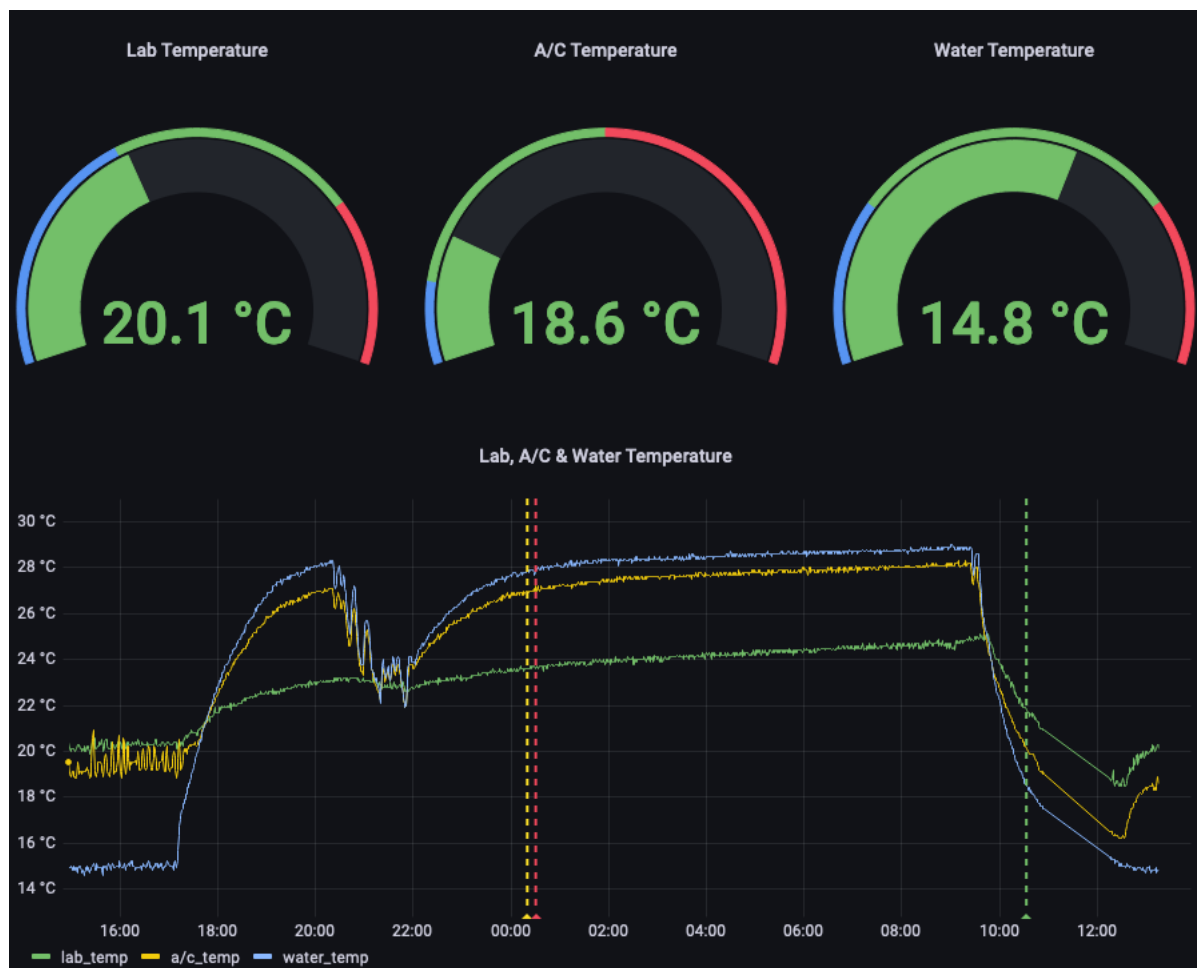 Lab Temperature
A/C Temperature
Water Temperature
20.1 °C
18.6 °C
14.8 °C
Lab, A/C & Water Temperature
30 °C
28 °C
26 °C
24 °C
22 °C
20 °C
18 °C
16 °C
14 °C
16:00 18:00 20:00 22:00 00:00 02:00 04:00 06:00 08:00 10:00 12:00
lab_temp a/c_temp water_temp